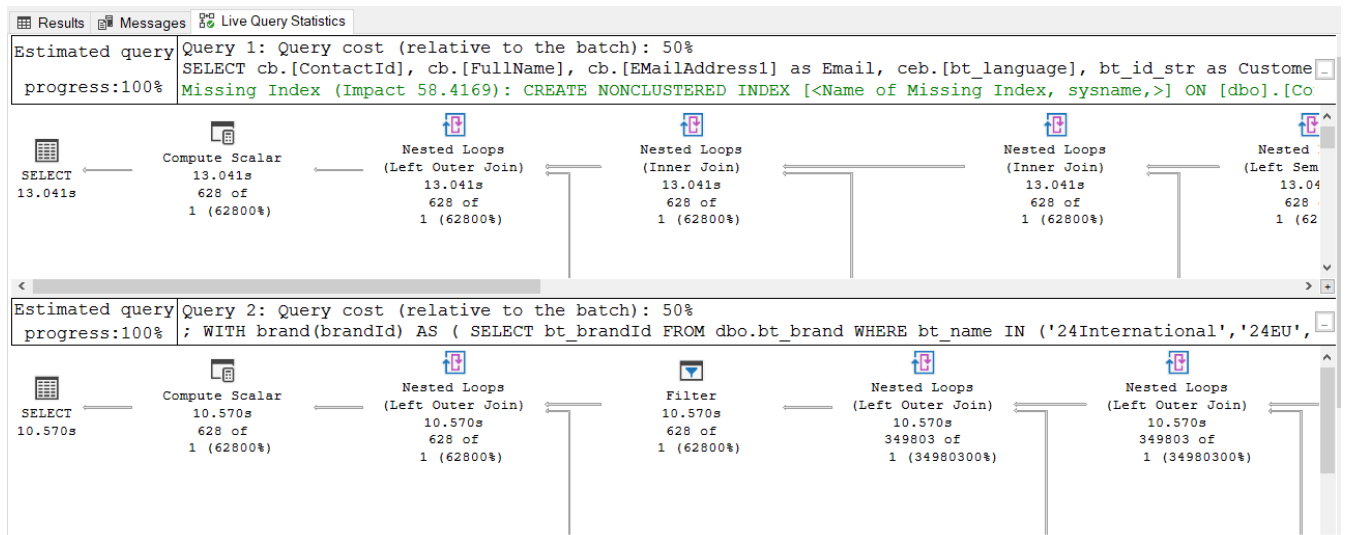 Results Messages Live Query Statistics
Estimated query progress:100%
Query 1: Query cost (relative to the batch): 50%
SELECT cb.[ContactId], cb.[FullName], cb.[EMailAddress1] as Email, ceb.[bt_language], bt_id_str as Custome
Missing Index (Impact 58.4169): CREATE NONCLUSTERED INDEX [<Name of Missing Index, sysname,>] ON [dbo].[Co
SELECT
13.041s
Compute Scalar
13.041s
628 of
1 (62800%)
Nested Loops
(Left Outer Join)
13.041s
628 of
1 (62800%)
Nested Loops
(Inner Join)
13.041s
628 of
1 (62800%)
Nested Loops
(Inner Join)
13.041s
628 of
1 (62800%)
Nested
(Left Sem
13.04
628
1 (62
Estimated query progress:100%
Query 2: Query cost (relative to the batch): 50%
; WITH brand(brandId) AS ( SELECT bt_brandId FROM dbo.bt_brand WHERE bt_name IN ('24International','24EU',
SELECT
10.570s
Compute Scalar
10.570s
628 of
1 (62800%)
Nested Loops
(Left Outer Join)
10.570s
628 of
1 (62800%)
Filter
10.570s
628 of
1 (62800%)
Nested Loops
(Left Outer Join)
10.570s
349803 of
1 (34980300%)
Nested Loops
(Left Outer Join)
10.570s
349803 of
1 (34980300%)